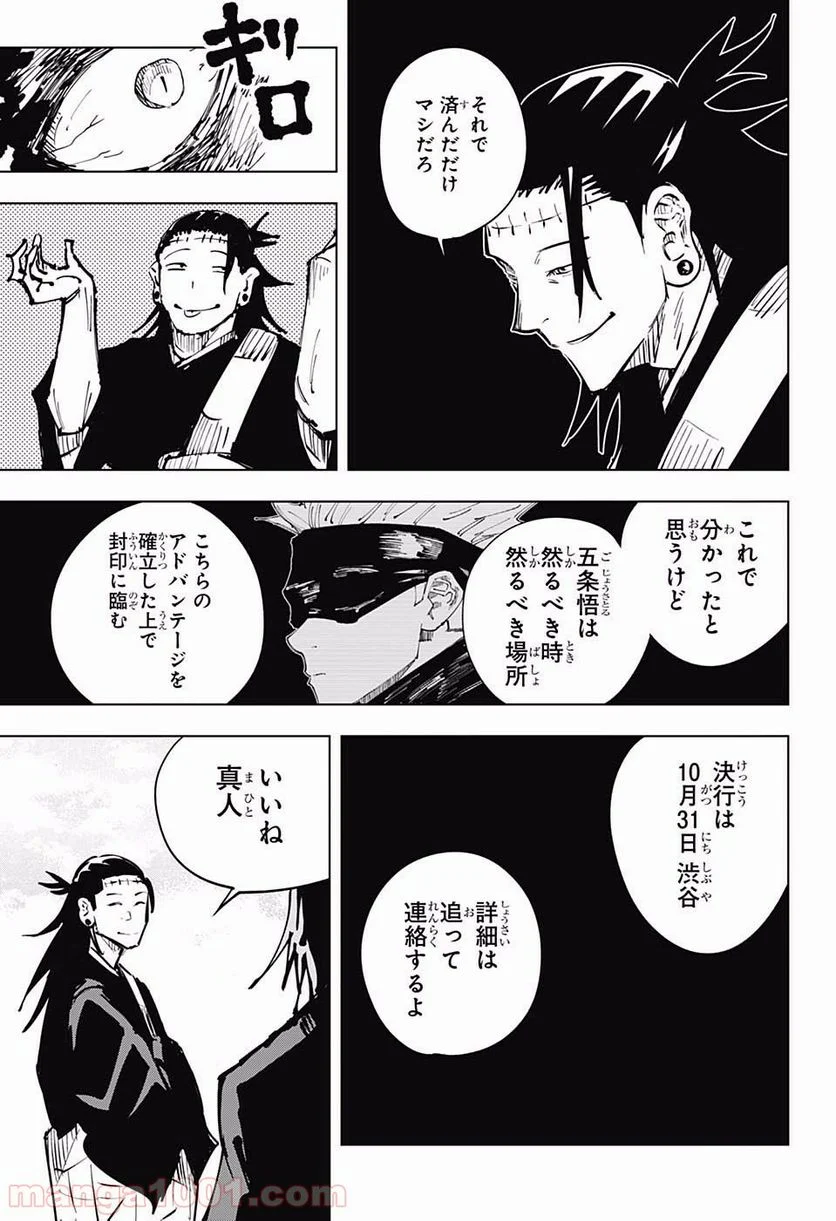 それで
済んだだけ
マシだろ
ギロ
これで
分かったと
思うけど
五条悟は
然るべき時
然るべき場所
こちらの
アドバンテージを
確立した上で
封印に臨む
決行は
10月31日 渋谷
詳細は
追って
連絡するよ
いいね
真人
manga1001.com